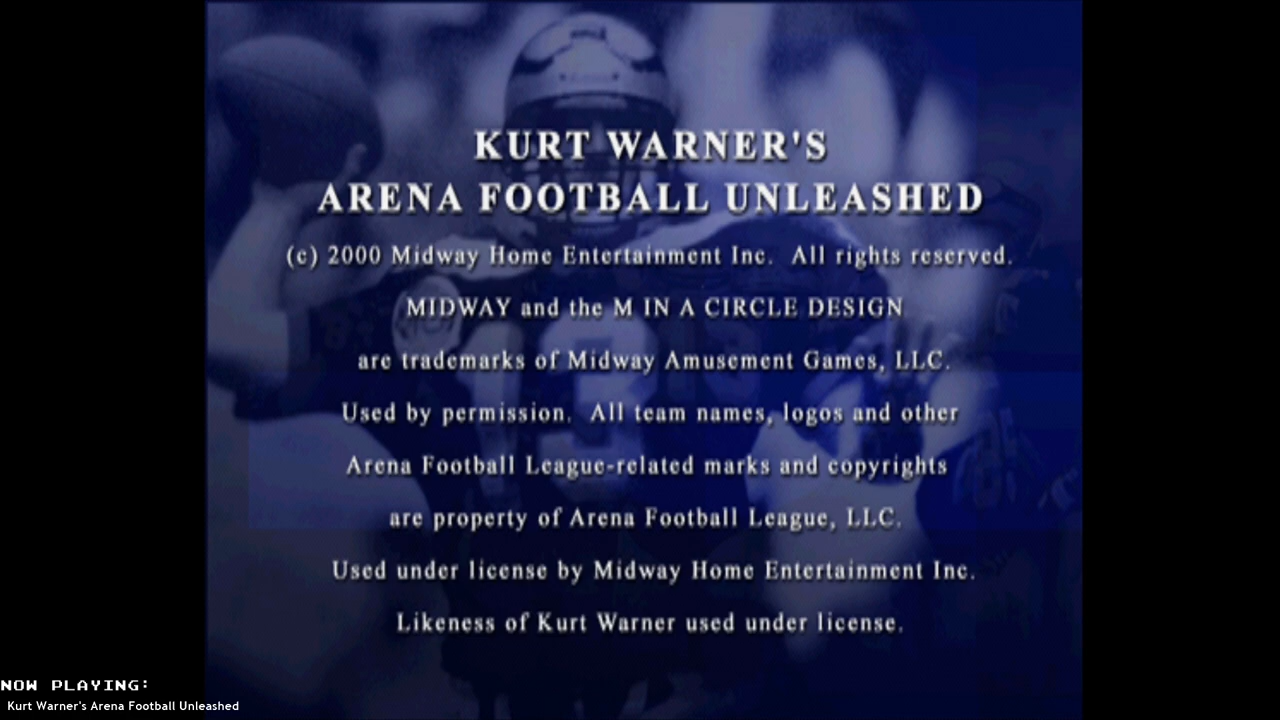 KURT WARNER'S
ARENA FOOTBALL UNLEASHED
(c) 2000 Midway Home Entertainment Inc.  All rights reserved.
MIDWAY and the M IN A CIRCLE DESIGN
are trademarks of Midway Amusement Games, LLC.
Used by permission.  All team names, logos and other
Arena Football League-related marks and copyrights
are property of Arena Football League, LLC.
Used under license by Midway Home Entertainment Inc.
Likeness of Kurt Warner used under license.
NOW PLAYING:
Kurt Warner's Arena Football Unleashed